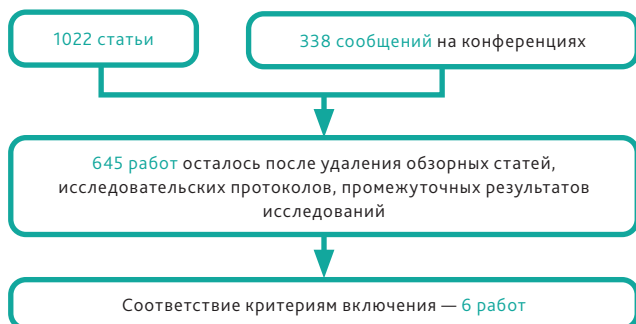 1022 статьи
338 сообщений на конференциях
645 работ осталось после удаления обзорных статей,
исследовательских протоколов, промежуточных результатов
исследований
Соответствие критериям включения — 6 работ